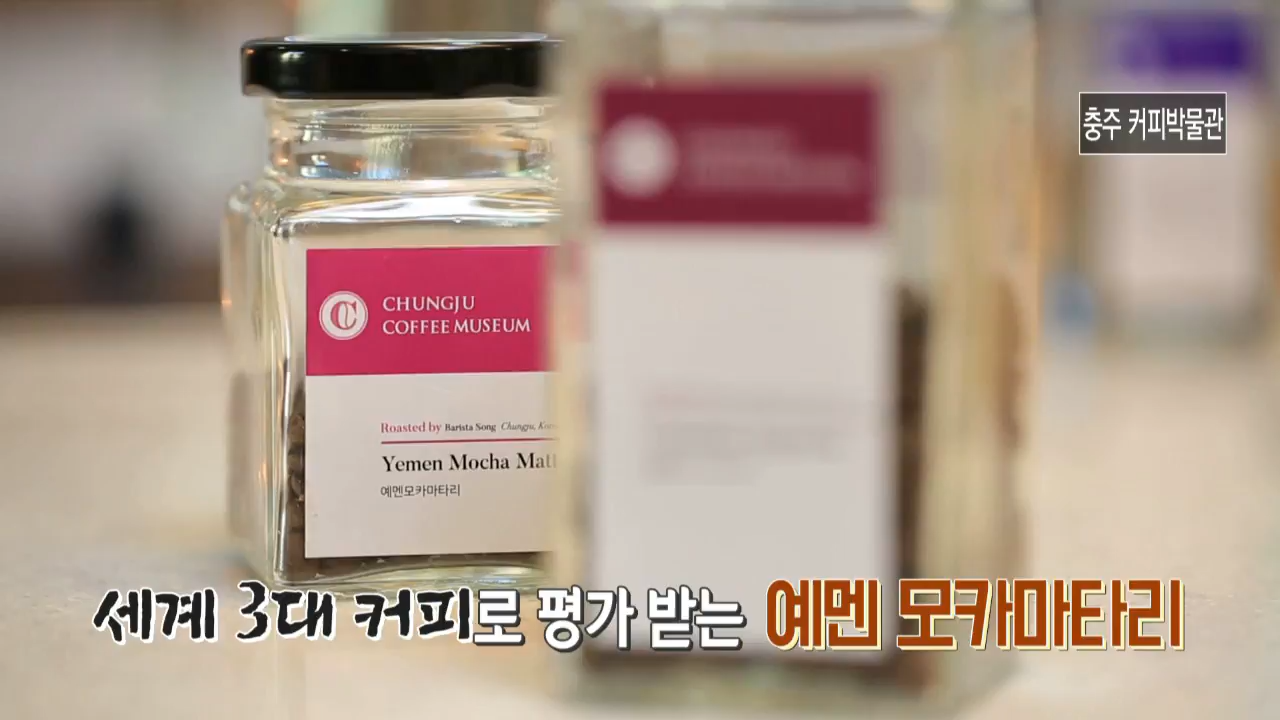 충주 커피박물관
CHUNGJU
COFFEE MUSEUM
Roasted by Barista Song Chungju,
Yemen Mocha
예멘모카마타리
세계 3대 커피로 평가 받는 예멘 모카마타리